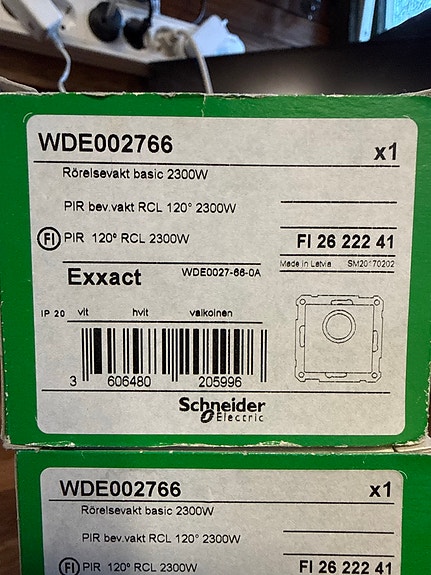 WDE002766
x1
Rörelsevakt basic 2300W
PIR bev.vakt RCL 120° 2300W
FI PIR 120° RCL 2300W
FI 26 222 41
Made in Latvia SM20170202
Exxact WDE0027-66-0A
IP 20 vit hvit valkoinen
3 606480 205996
Schneider
Electric
WDE002766
x1
Rörelsevakt basic 2300W
PIR bev.vakt RCL 120° 2300W
FI PIR 120° RCL 2300W
FI 26 222 41